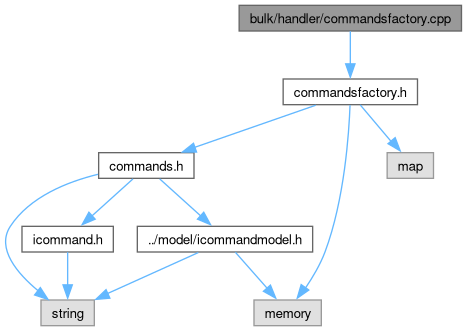 bulk/handler/commandsfactory.cpp
commandsfactory.h
commands.h
map
icommand.h
../model/icommandmodel.h
string
memory